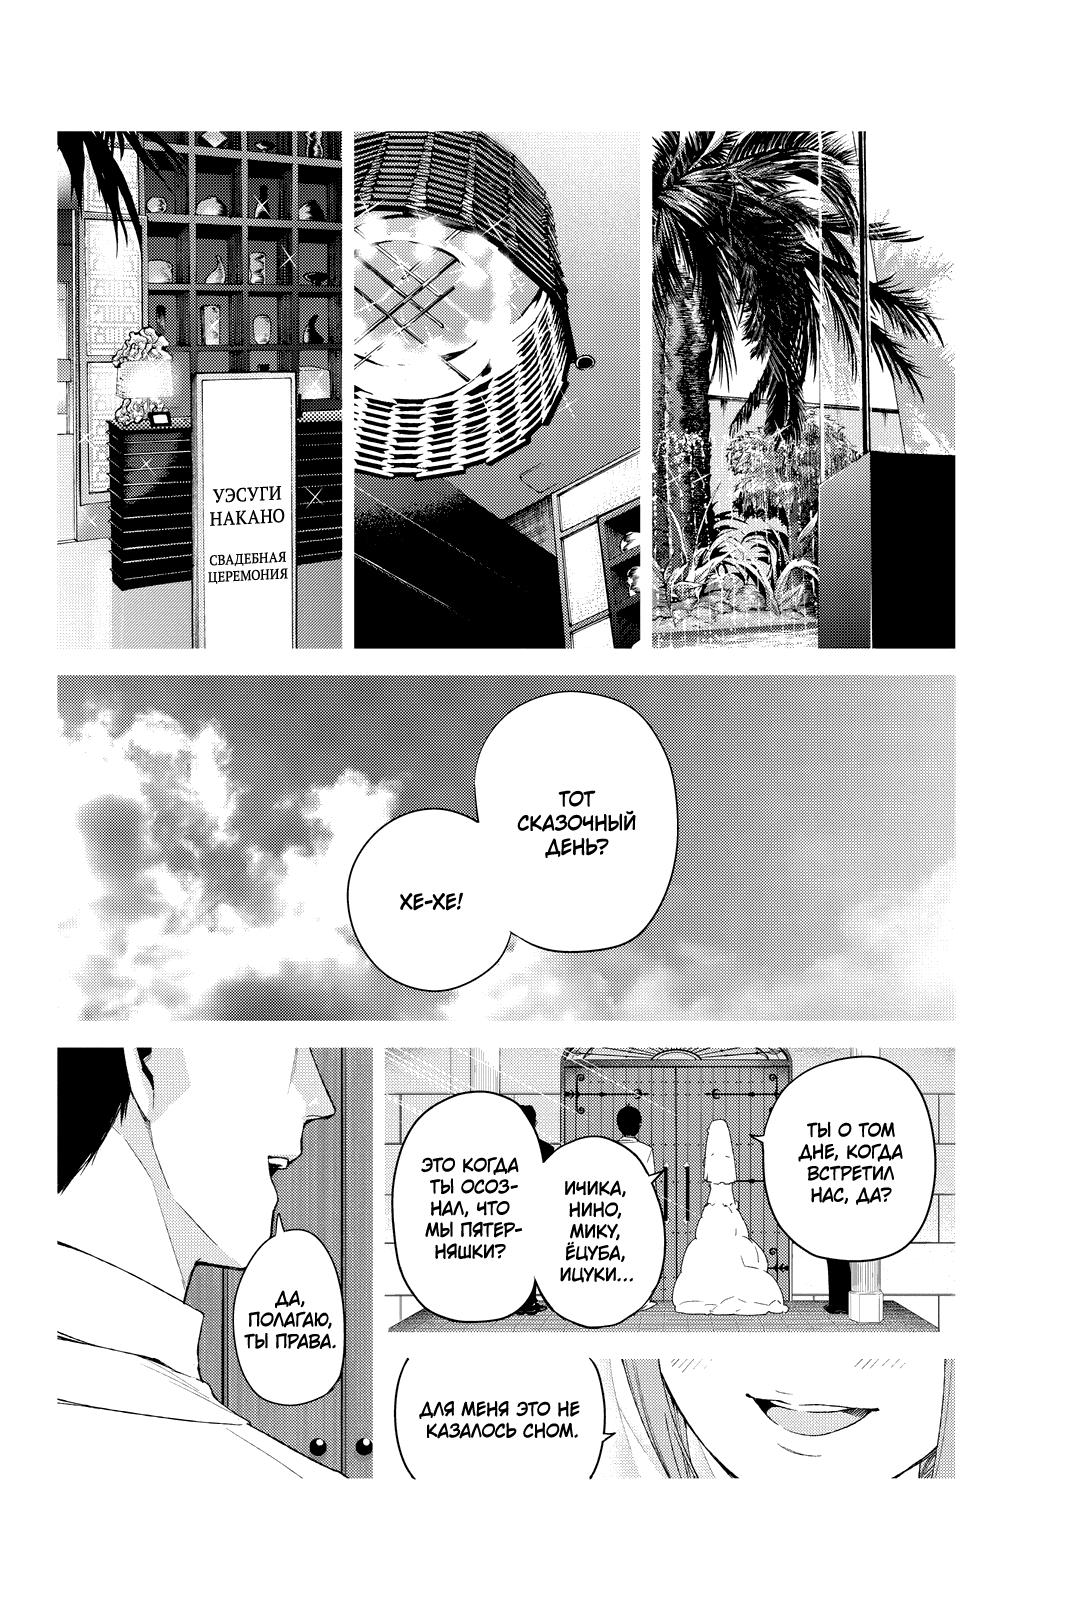 УЭСУГИ
НАКАНО
СВАДЕБНАЯ
ЦЕРЕМОНИЯ
ТОТ
СКАЗОЧНЫЙ
ДЕНЬ?
ХЕ-ХЕ!
ТЫ О ТОМ
ДНЕ, КОГДА
ВСТРЕТИЛ
НАС, ДА?
ИЧИКА,
НИНО,
МИКУ,
ЁЦУБА,
ИЦУКИ...
ЭТО КОГДА
ТЫ ОСОЗ-
НАЛ, ЧТО
МЫ ПЯТЕР-
НЯШКИ?
ДА,
ПОЛАГАЮ,
ТЫ ПРАВА.
ДЛЯ МЕНЯ ЭТО НЕ
КАЗАЛОСЬ СНОМ.